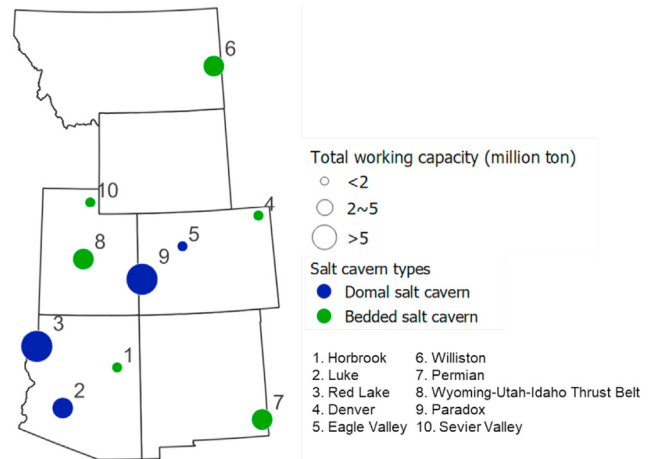 6
10
4
5
8
9
3
1
2
7
Total working capacity (million ton)
<2
2~5
>5
Salt cavern types
Domal salt cavern
Bedded salt cavern
1. Horbrook 6. Williston
2. Luke 7. Permian
3. Red Lake 8. Wyoming-Utah-Idaho Thrust Belt
4. Denver 9. Paradox
5. Eagle Valley 10. Sevier Valley